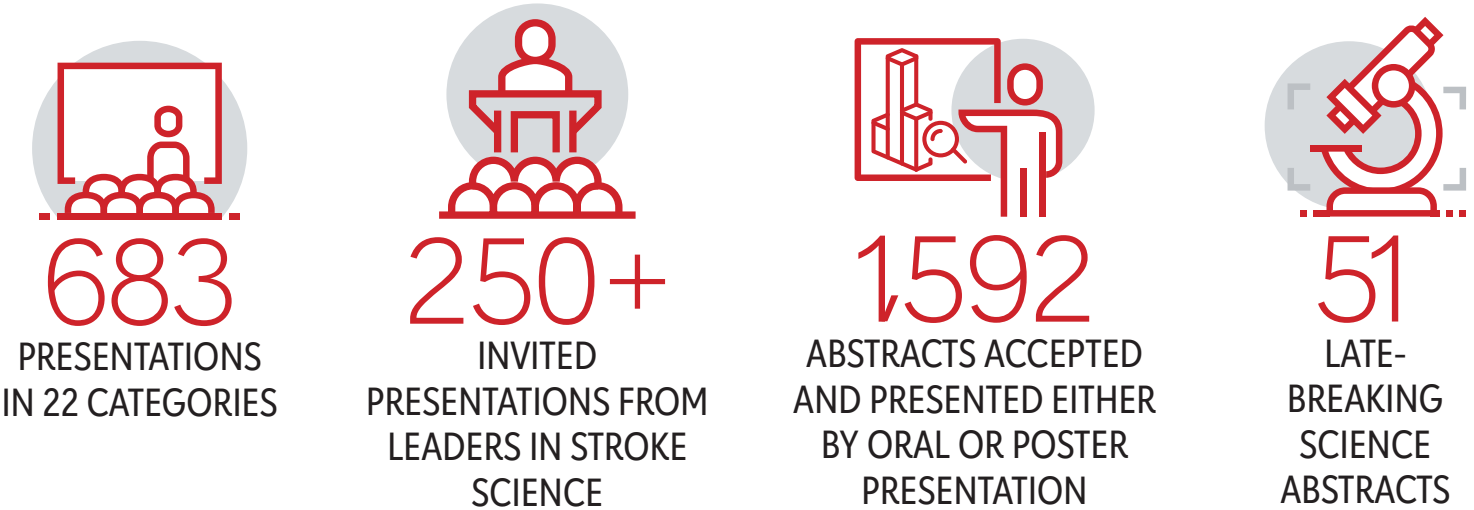 683
PRESENTATIONS
IN 22 CATEGORIES
250+
INVITED
PRESENTATIONS FROM
LEADERS IN STROKE
SCIENCE
1,592
ABSTRACTS ACCEPTED
AND PRESENTED EITHER
BY ORAL OR POSTER
PRESENTATION
51
LATE-
BREAKING
SCIENCE
ABSTRACTS